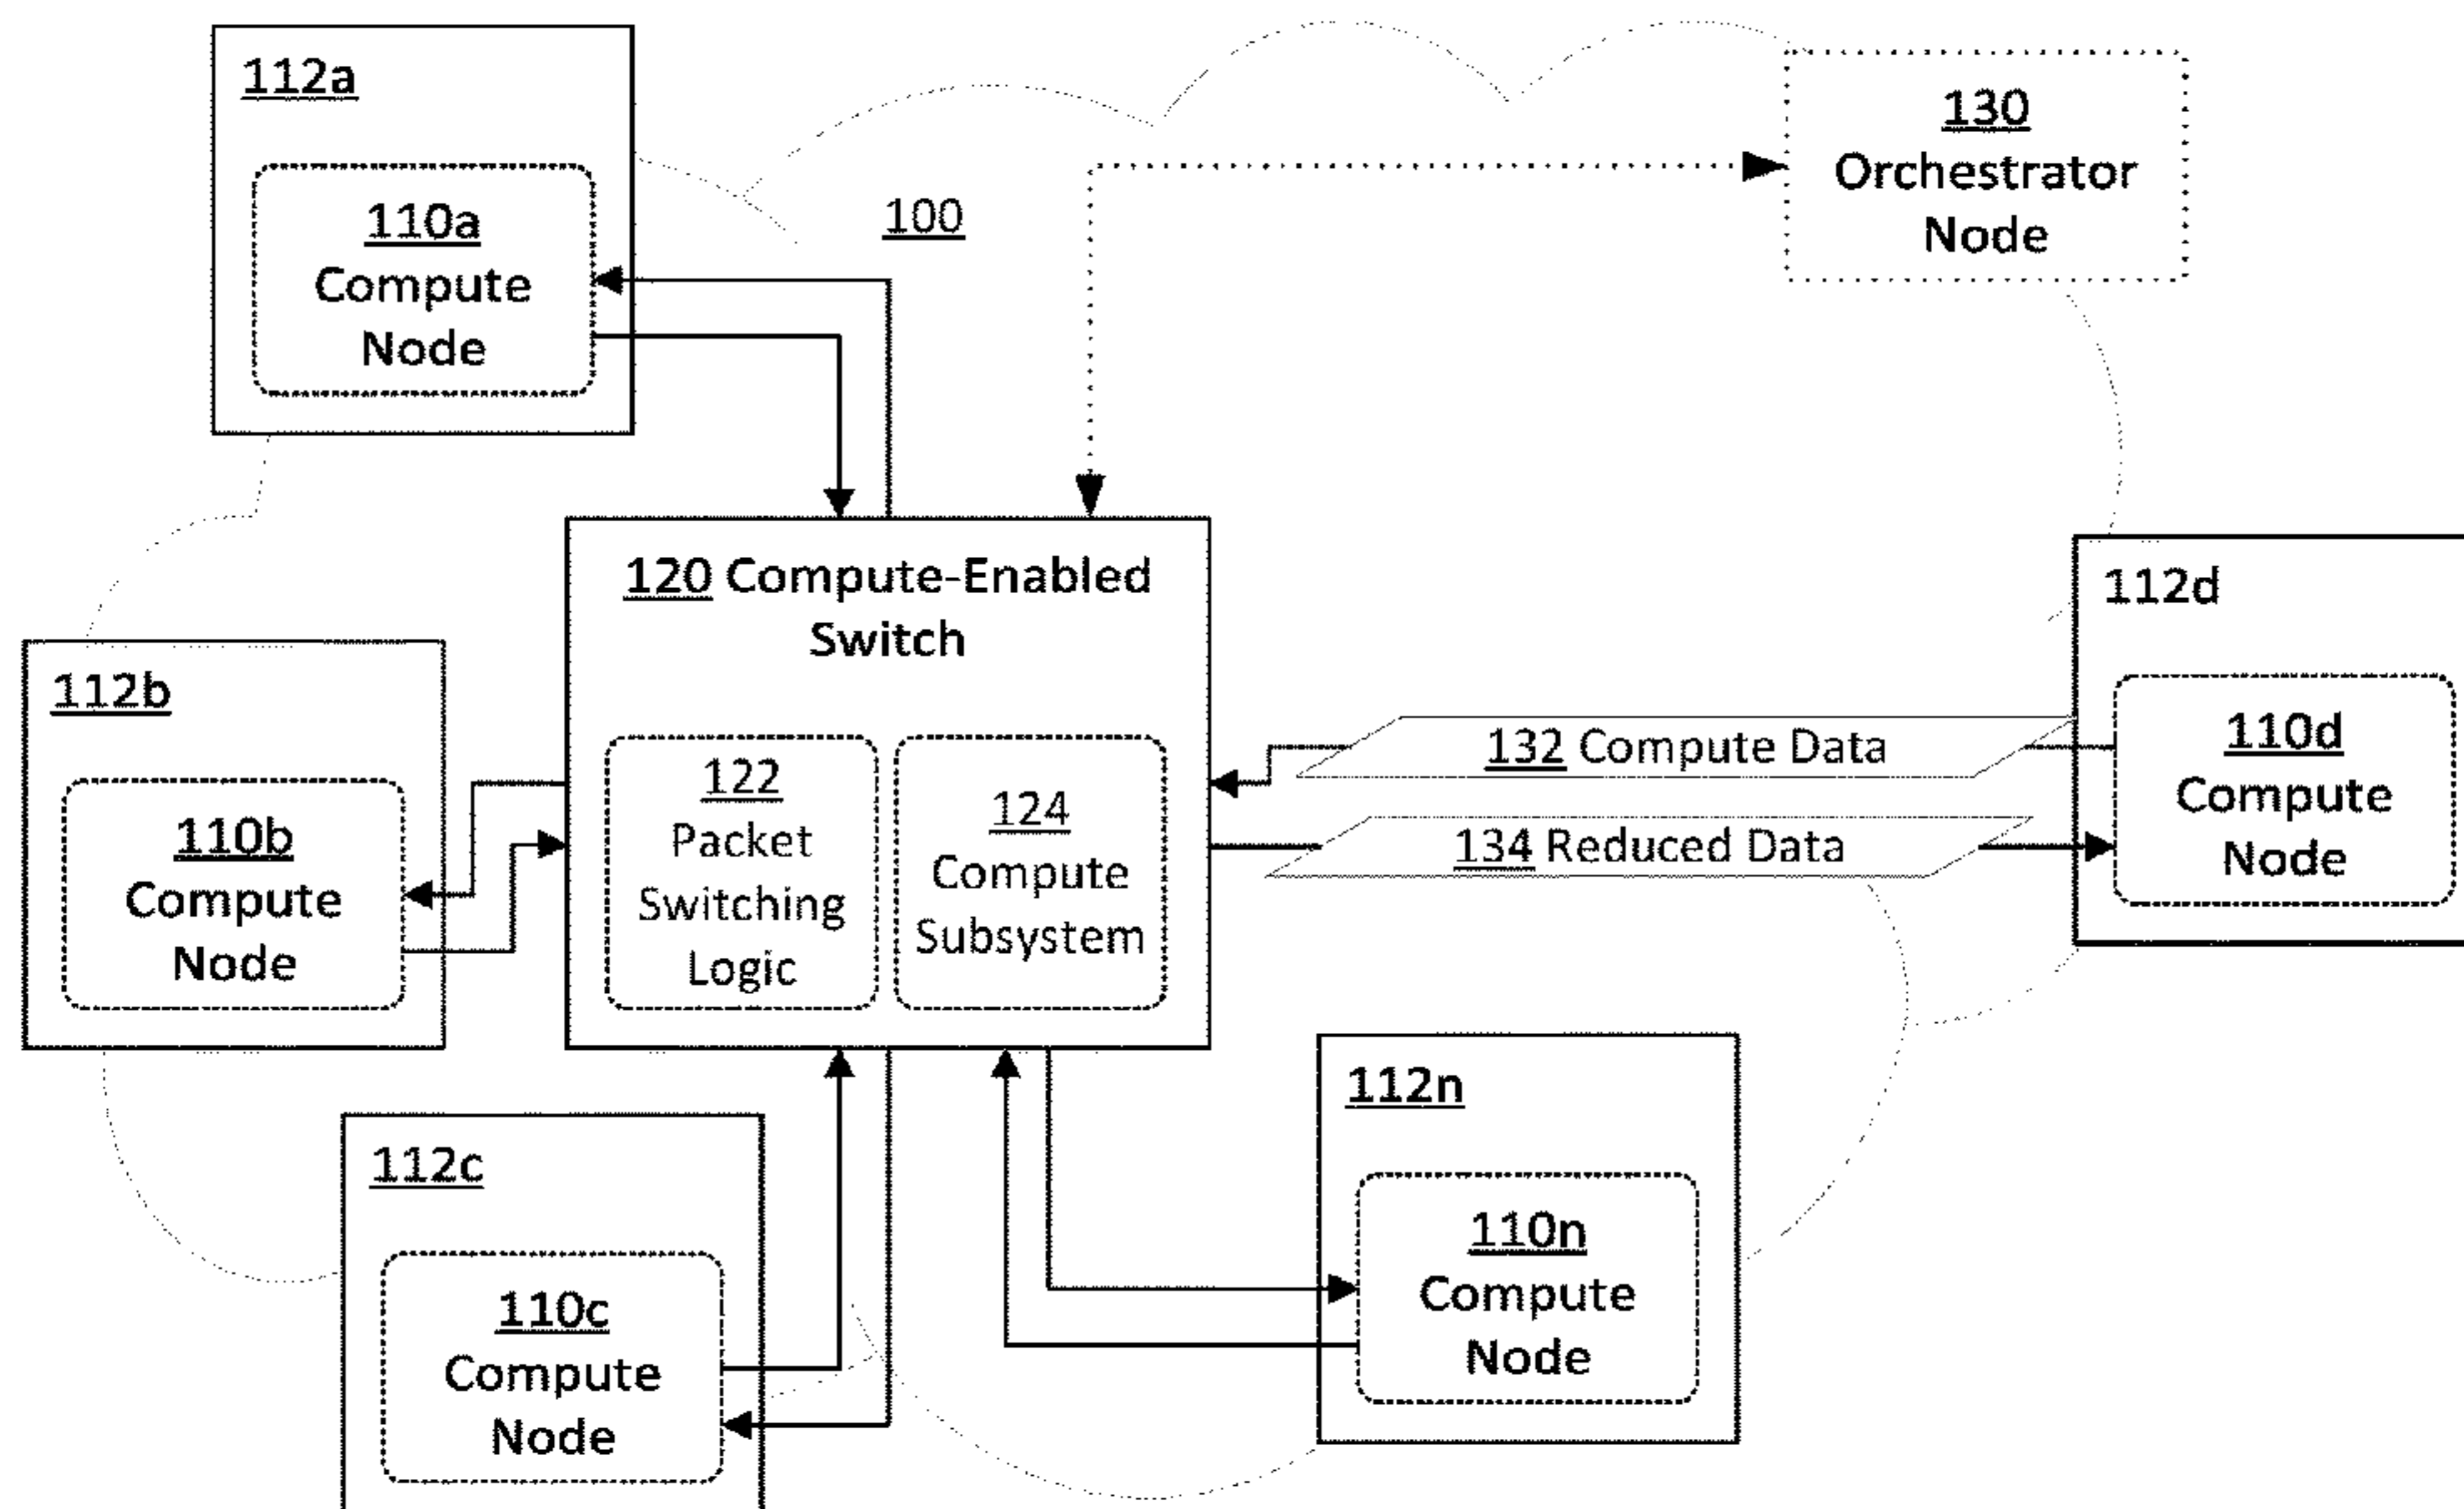 112a
110a
Compute
Node
100
130
Orchestrator
Node
120 Compute-Enabled
Switch
122
Packet
Switching
Logic
124
Compute
Subsystem
112b
110b
Compute
Node
132 Compute Data
134 Reduced Data
112d
110d
Compute
Node
112c
110c
Compute
Node
112n
110n
Compute
Node